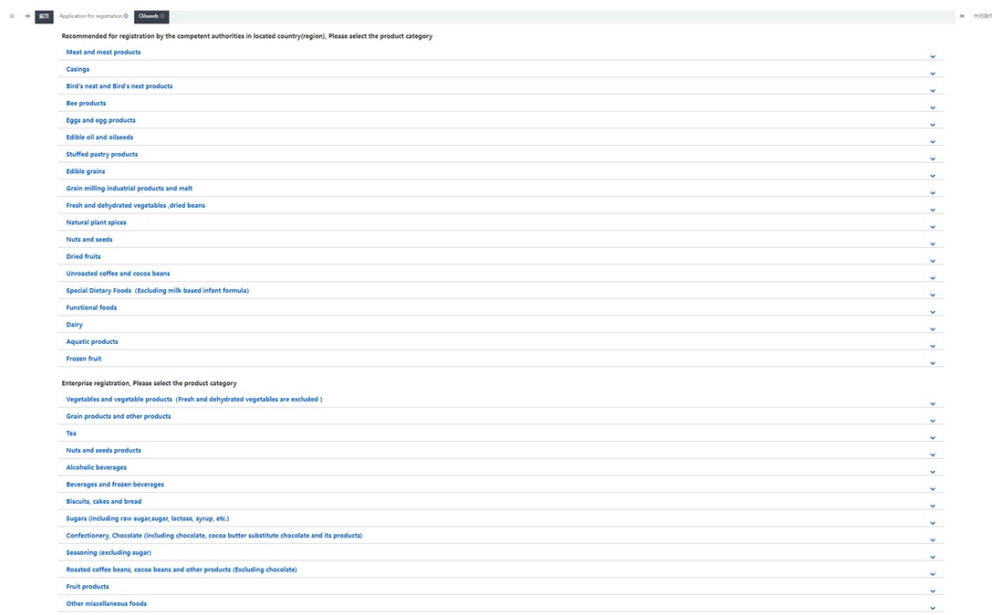 首页 Application for registration Oilseeds
Recommended for registration by the competent authorities in located country(region), Please select the product category
Meat and meat products
Casings
Bird's nest and Bird's nest products
Bee products
Eggs and egg products
Edible oil and oilseeds
Stuffed pastry products
Edible grains
Grain milling industrial products and malt
Fresh and dehydrated vegetables ,dried beans
Natural plant spices
Nuts and seeds
Dried fruits
Unroasted coffee and cocoa beans
Special Dietary Foods (Excluding milk-based infant formula)
Functional foods
Dairy
Aquatic products
Frozen fruit
Enterprise registration, Please select the product category
Vegetables and vegetable products (Fresh and dehydrated vegetables are excluded )
Grain products and other products
Tea
Nuts and seeds products
Alcoholic beverages
Beverages and frozen beverages
Biscuits, cakes and bread
Sugars (including raw sugar,sugar, lactose, syrup, etc.)
Confectionery, Chocolate (including chocolate, cocoa butter substitute chocolate and its products)
Seasoning (excluding sugar)
Roasted coffee beans, cocoa beans and other products (Excluding chocolate)
Fruit products
Other miscellaneous foods